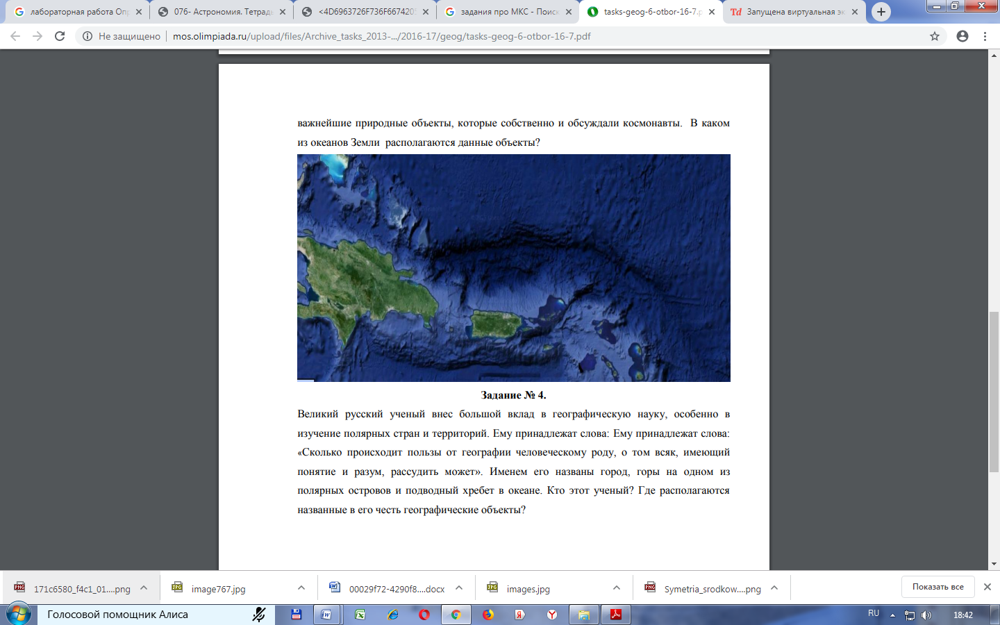 лабораторная работа Опр
076- Астрономия. Тетрадь
<4D6963726F736F6674205
задания про МКС - Поиск
tasks-geog-6-otbor-16-7.p
Td Запущена виртуальная эк
Не защищено | mos.olimpiada.ru/upload/files/Archive_tasks_2013-.../2016-17/geog/tasks-geog-6-otbor-16-7.pdf
важнейшие природные объекты, которые собственно и обсуждали космонавты. В каком
из океанов Земли располагаются данные объекты?
Задание № 4.
Великий русский ученый внес большой вклад в географическую науку, особенно в
изучение полярных стран и территорий. Ему принадлежат слова: Ему принадлежат слова:
«Сколько происходит пользы от географии человеческому роду, о том всяк, имеющий
понятие и разум, рассудить может». Именем его названы город, горы на одном из
полярных островов и подводный хребет в океане. Кто этот ученый? Где располагаются
названные в его честь географические объекты?
171c6580_f4c1_01....png
image767.jpg
00029f72-4290f8....docx
images.jpg
Symetria_srodkow....png
Показать все
Голосовой помощник Алиса
RU
18:42